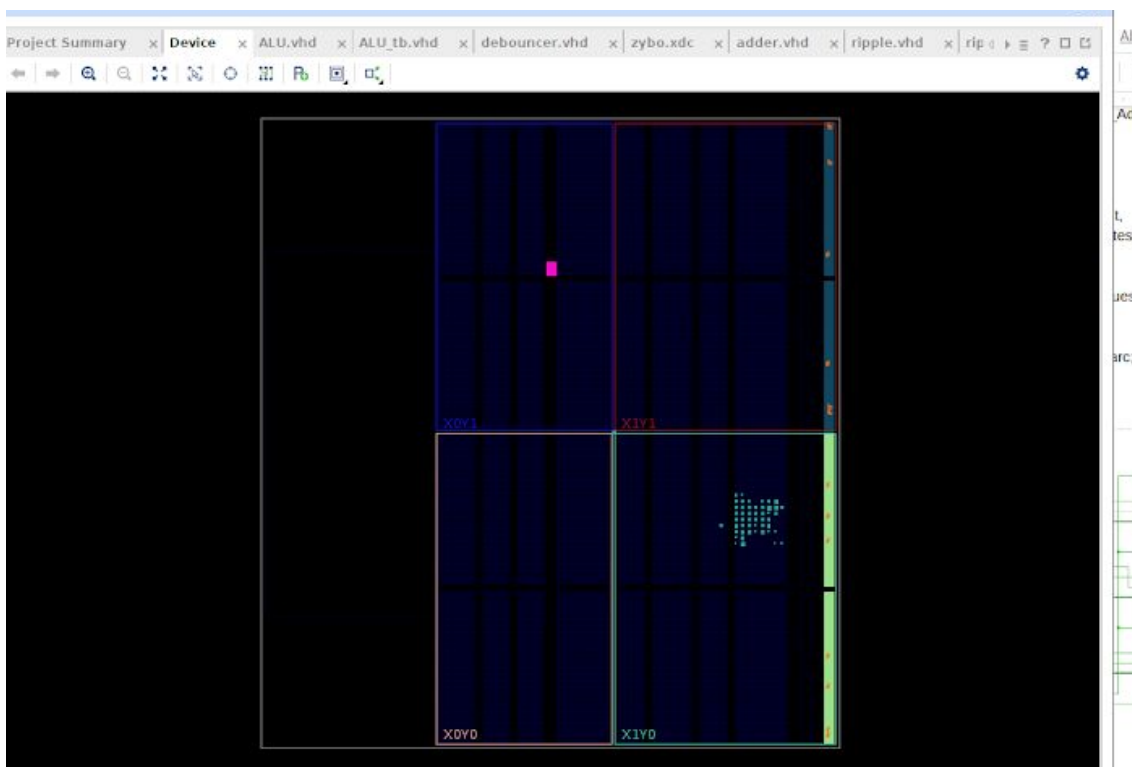 Project Summary × Device × ALU.vhd × ALU_tb.vhd × debouncer.vhd × zybo.xdc × adder.vhd × ripple.vhd × rip ?
X0Y1 X1Y1
X0Y0 X1Y0